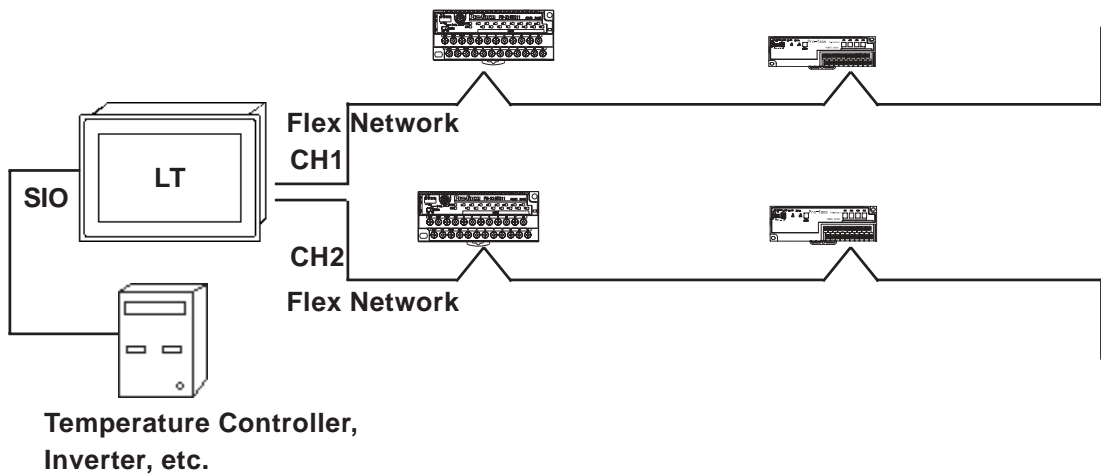 Flex Network
CH1
LT
SIO
CH2
Flex Network
Temperature Controller,
Inverter, etc.